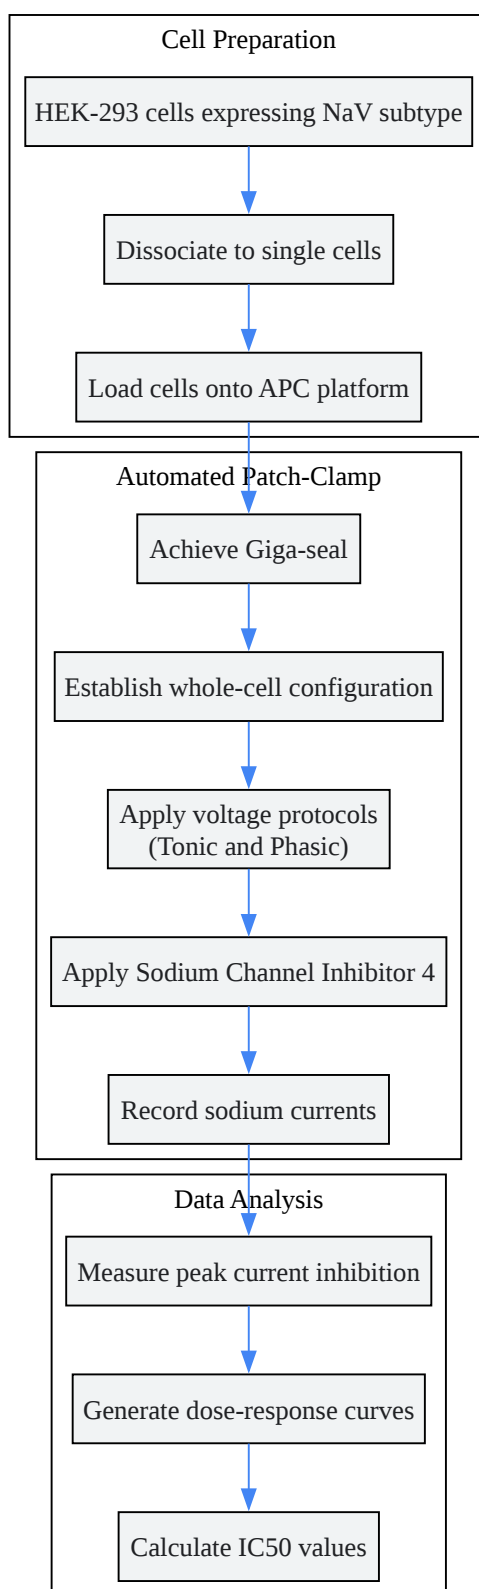 Cell Preparation
HEK-293 cells expressing NaV subtype
Dissociate to single cells
Load cells onto APC platform
Automated Patch-Clamp
Achieve Giga-seal
Establish whole-cell configuration
Apply voltage protocols
(Tonic and Phasic)
Apply Sodium Channel Inhibitor 4
Record sodium currents
Data Analysis
Measure peak current inhibition
Generate dose-response curves
Calculate IC50 values